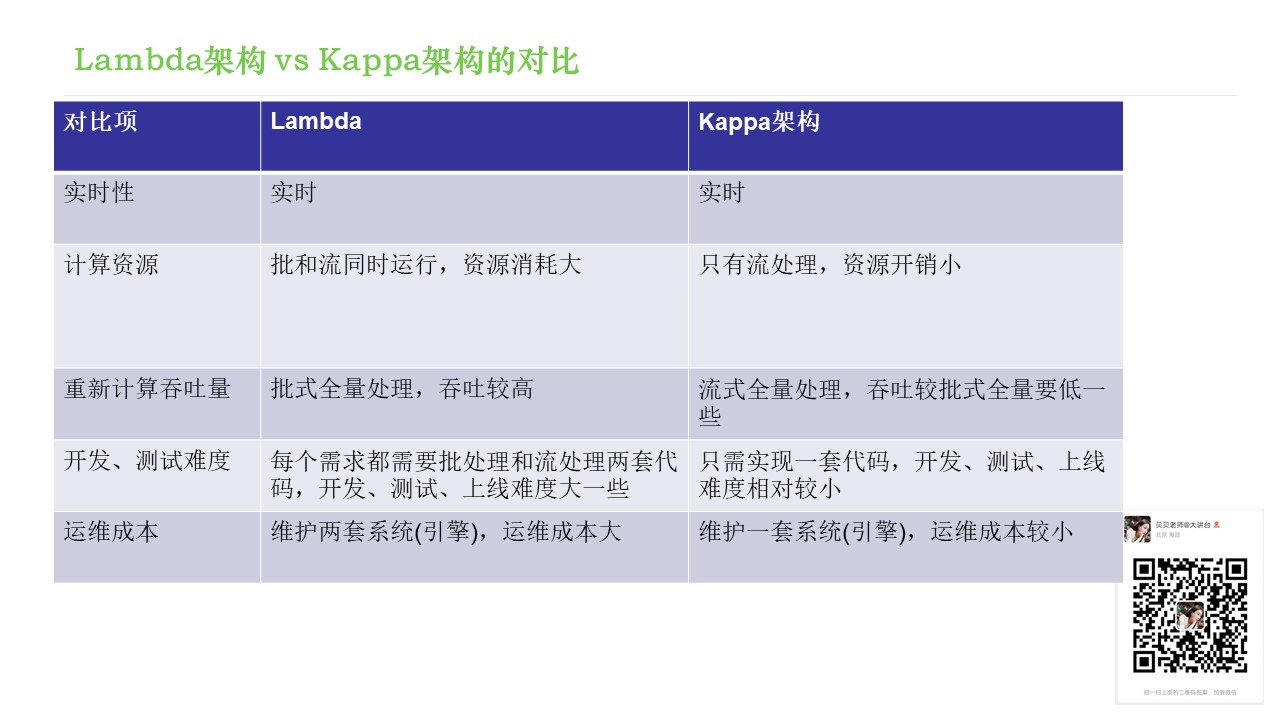 Lambda架构 vs Kappa架构的对比
对比项
Lambda
Kappa架构
实时性
实时
实时
计算资源
批和流同时运行，资源消耗大
只有流处理，资源开销小
重新计算吞吐量
批式全量处理，吞吐较高
流式全量处理，吞吐较批式全量要低一
些
开发、测试难度
每个需求都需要批处理和流处理两套代
码，开发、测试、上线难度大一些
只需实现一套代码，开发、测试、上线
难度相对较小
运维成本
维护两套系统(引擎)，运维成本大
维护一套系统(引擎)，运维成本较小
贝贝老师@大讲台
北京 海淀
扫一扫上面的二维码图案，加我微信